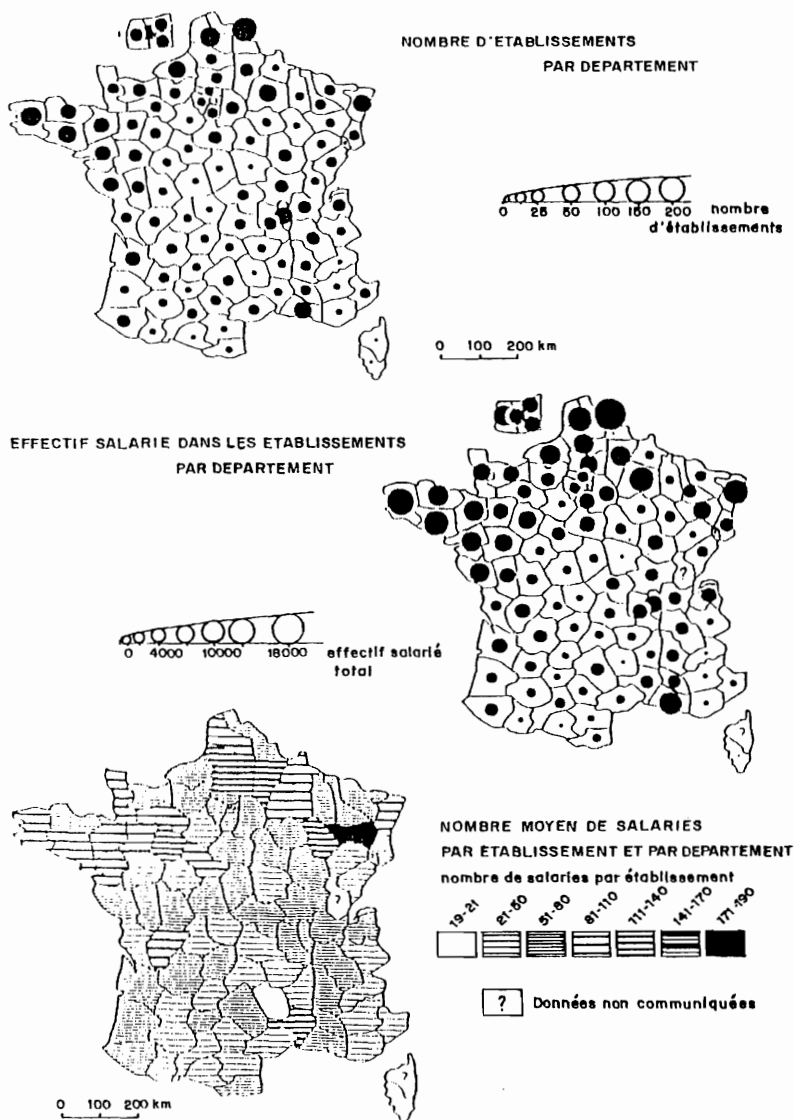 NOMBRE D'ETABLISSEMENTS
PAR DEPARTEMENT
0 25 50 100 150 200 nombre
d'établissements
0 100 200 km
EFFECTIF SALARIE DANS LES ETABLISSEMENTS
PAR DEPARTEMENT
?
0 4000 10000 18000 effectif salarié
total
?
NOMBRE MOYEN DE SALARIES
PAR ETABLISSEMENT ET PAR DEPARTEMENT
nombre de salariés par établissement
19-21 21-50 51-80 81-110 111-140 141-170 171-190
?
? Données non communiquées
?
0 100 200 km